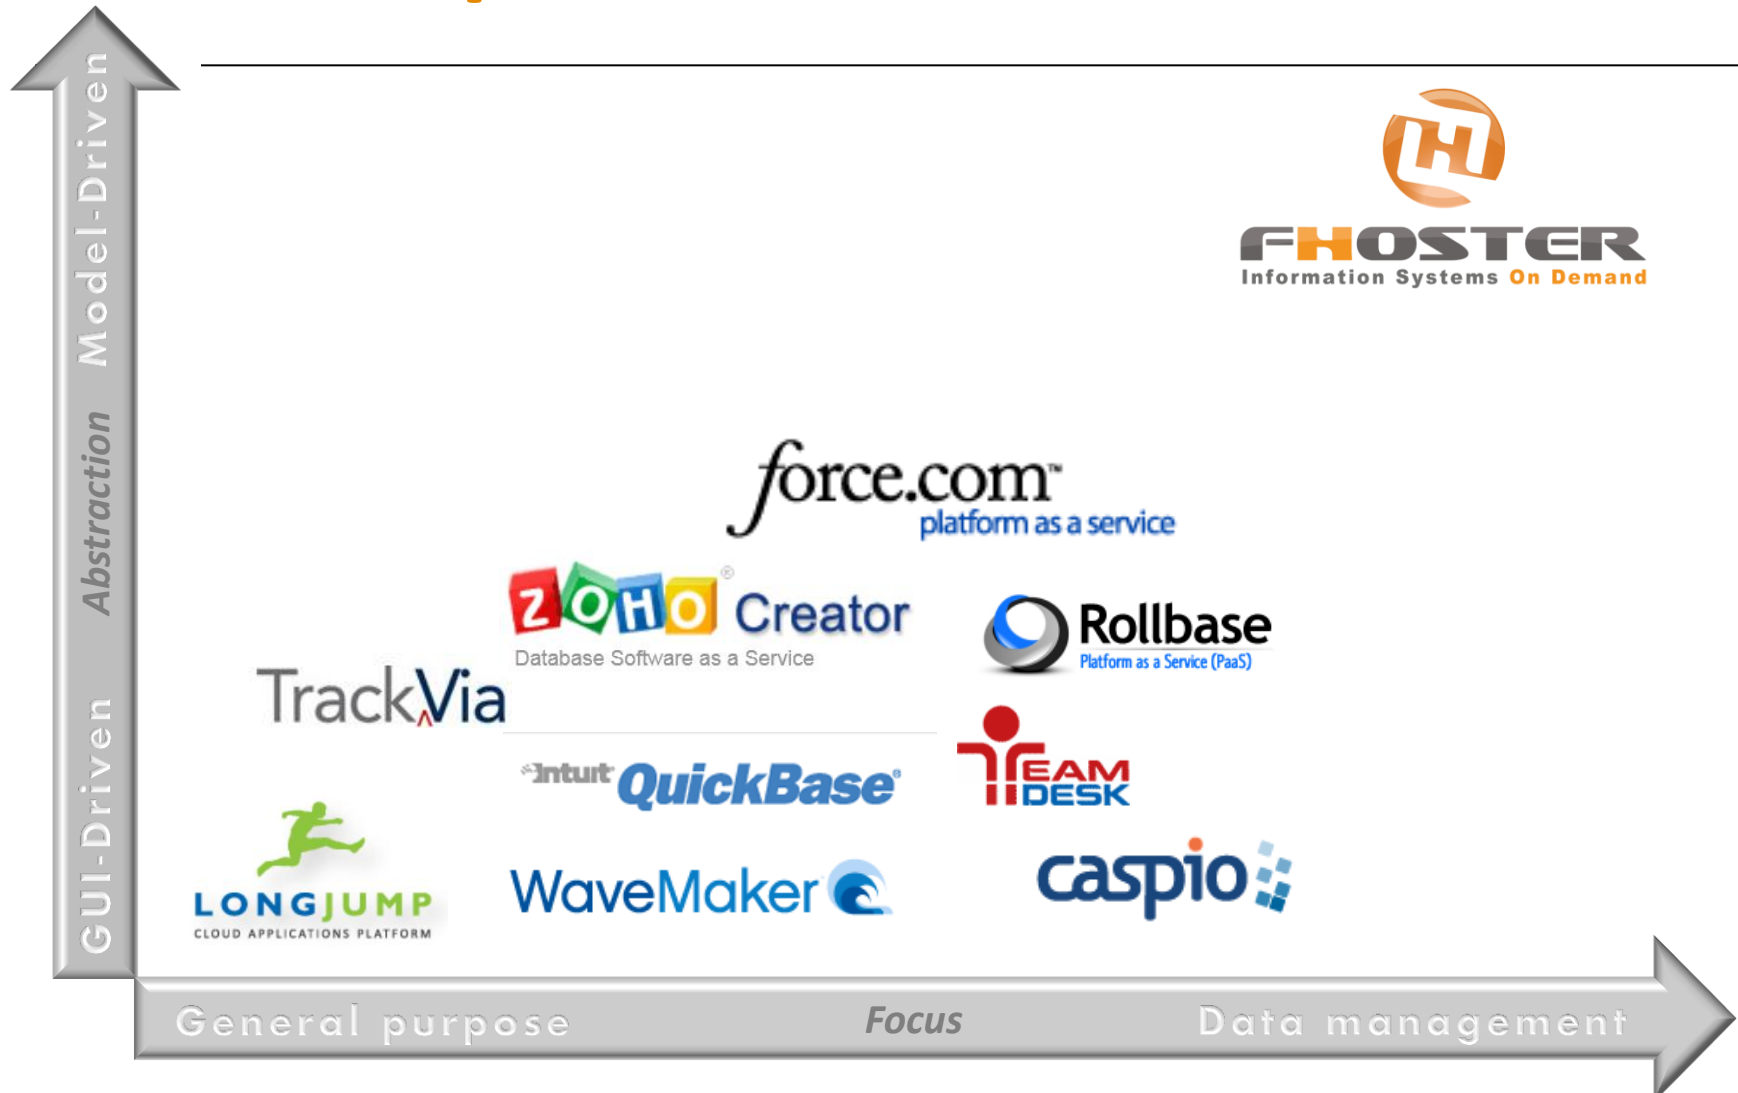 Model-Driven
Abstraction
GUI-Driven
FHOSTER
Information Systems On Demand
force.com™
platform as a service
ZOHO® Creator
Database Software as a Service
Rollbase
Platform as a Service (PaaS)
TrackVia
TEAM
DESK
Intuit QuickBase®
LONGJUMP
CLOUD APPLICATIONS PLATFORM
WaveMaker
caspio
General purpose
Focus
Data management